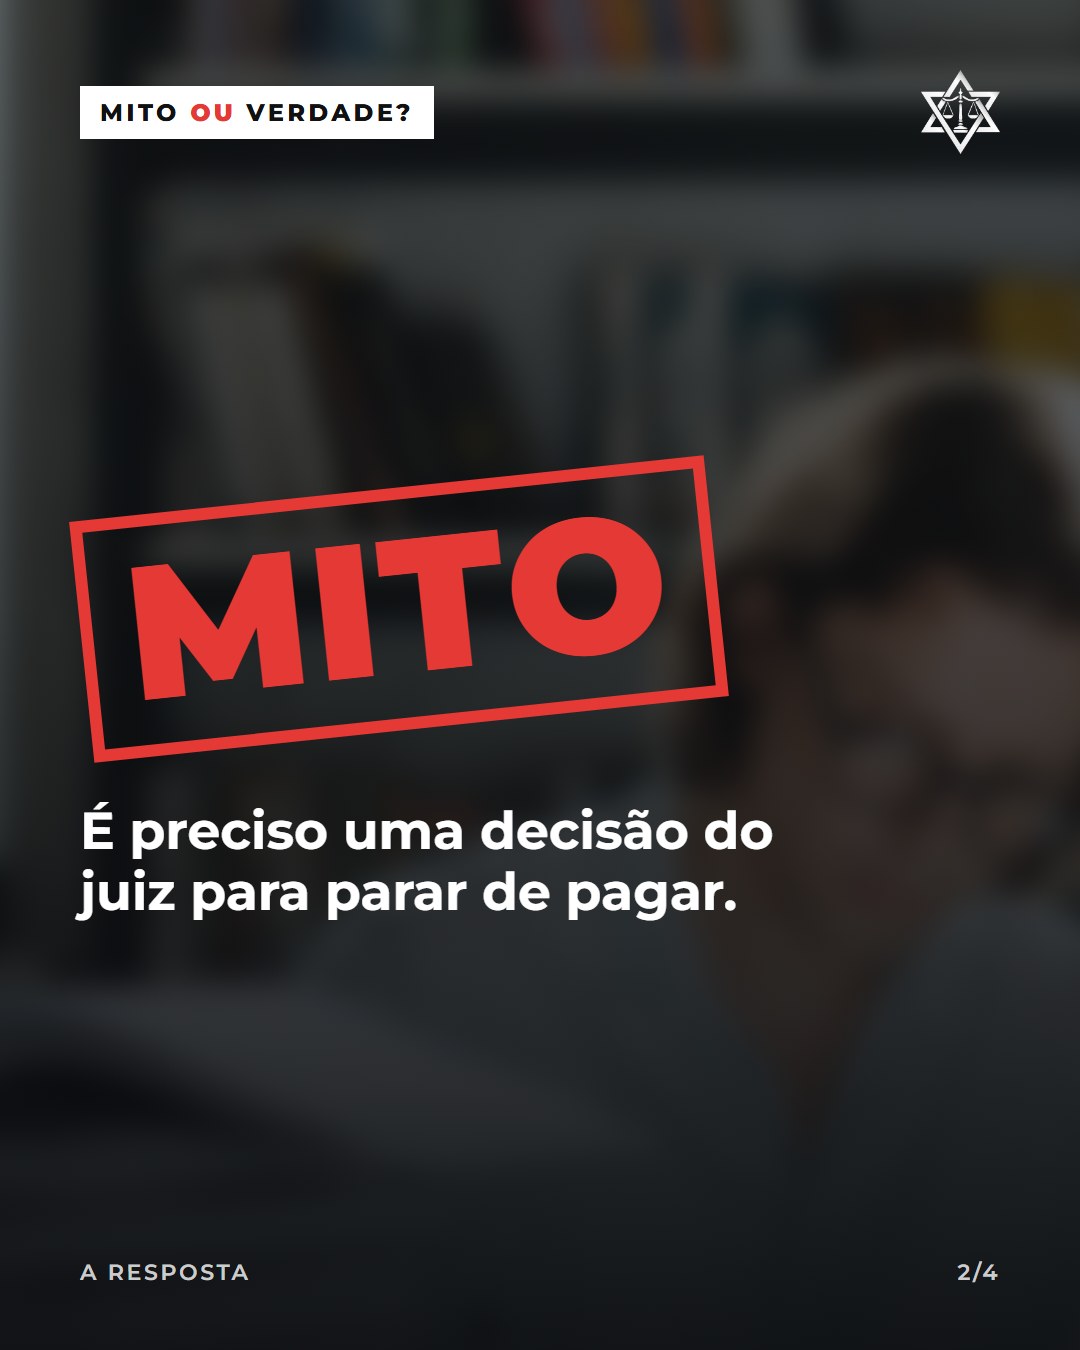 MITO OU VERDADE?
MITO
É preciso uma decisão do
juiz para parar de pagar.
A RESPOSTA
2/4